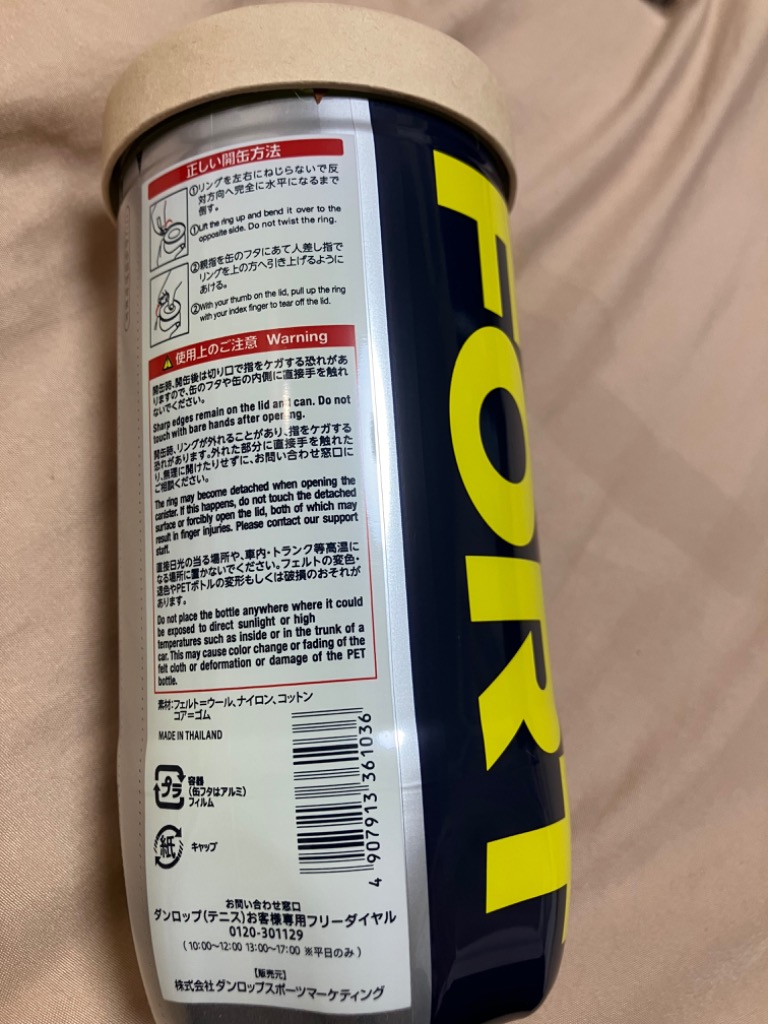 正しい開缶方法
①リングを左右にねじらないで反
対方向へ完全に水平になるまで
倒す。
①Lift the ring up and bend it over to the
opposite side. Do not twist the ring.
②親指を缶のフタにあて人差し指で
リングを上の方へ引き上げるように
あける。
②With your thumb on the lid, pull up the ring
with your index finger to tear off the lid.
使用上のご注意 Warning
開缶時、開缶後は切り口で指をケガする恐れがあ
りますので、缶のフタや缶の内側に直接手を触れ
ないでください。
Sharp edges remain on the lid and can. Do not
touch with bare hands after opening.
開缶時、リングが外れることがあり、指をケガする
恐れがあります。外れた部分に直接手を触れた
り、無理に開けたりせずに、お問い合わせ窓口に
ご相談ください。
The ring may become detached when opening the
canister. If this happens, do not touch the detached
surface or forcibly open the lid, both of which may
result in finger injuries. Please contact our support
staff.
直接日光の当る場所や、車内・トランク等高温に
なる場所に置かないでください。フェルトの変色・
退色やPETボトルの変形もしくは破損のおそれが
あります。
Do not place the bottle anywhere where it could
be exposed to direct sunlight or high
temperatures such as inside or in the trunk of a
car. This may cause color change or fading of the
felt cloth or deformation or damage of the PET
bottle.
素材:フェルト=ウール、ナイロン、コットン
コア=ゴム
MADE IN THAILAND
プラ
容器
(缶フタはアルミ)
フィルム
紙
キャップ
4 907913 361036
お問い合わせ窓口
ダンロップ(テニス)お客様専用フリーダイヤル
0120-301129
(10:00〜12:00 13:00〜17:00 ※平日のみ)
【販売元】
株式会社ダンロップスポーツマーケティング
FORT